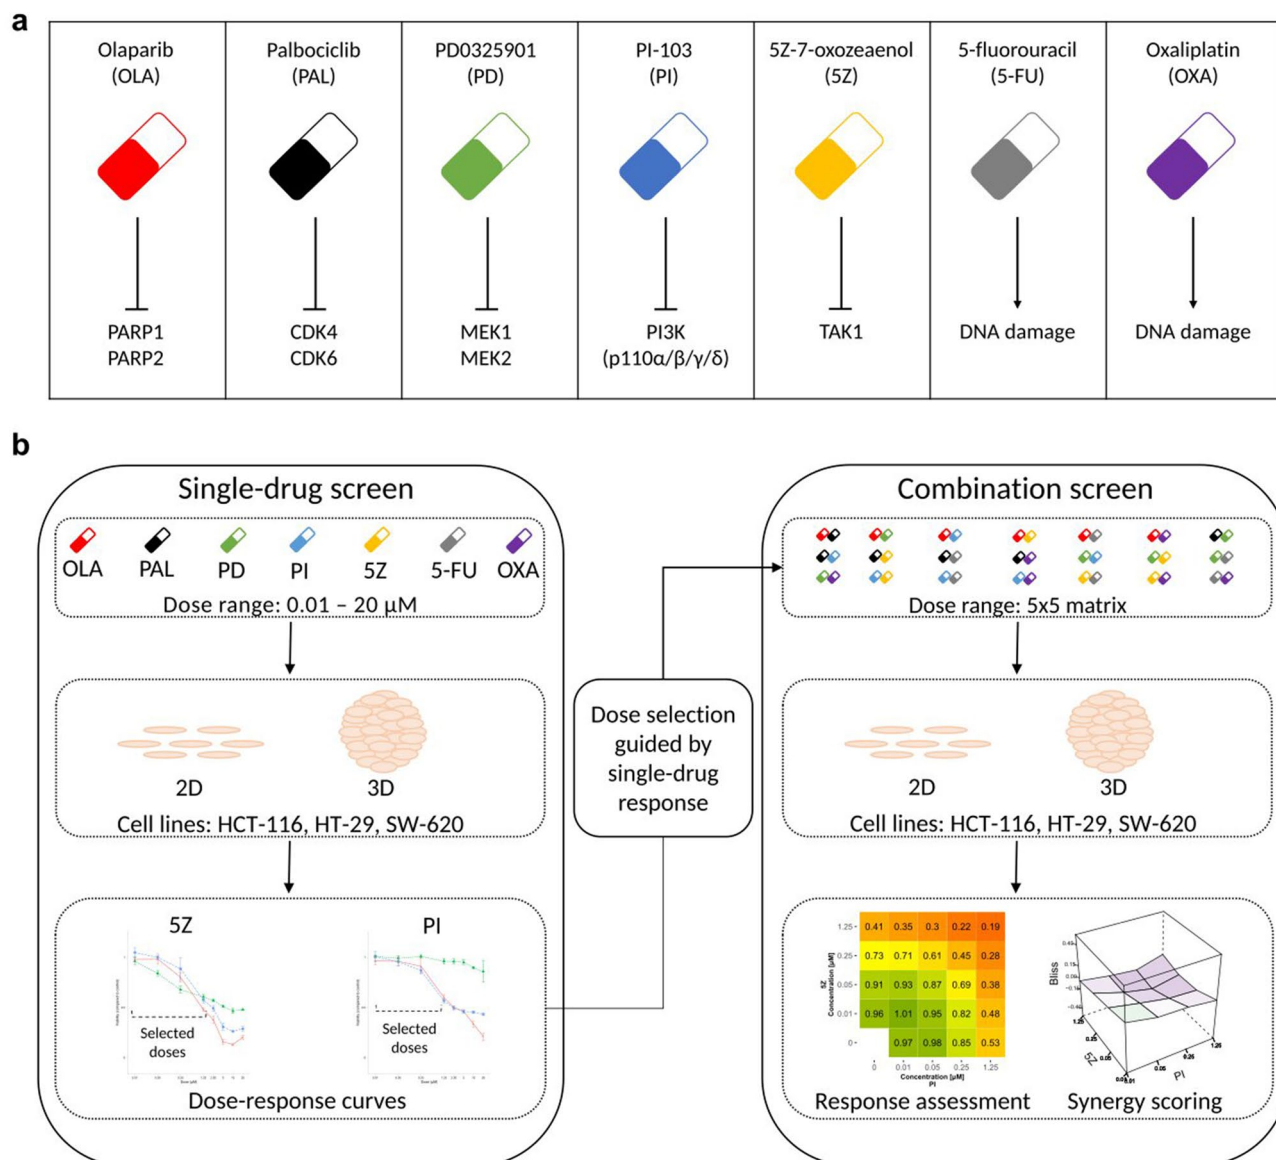 a
Olaparib
(OLA)
PARP1
PARP2
Palbociclib
(PAL)
CDK4
CDK6
PD0325901
(PD)
MEK1
MEK2
PI-103
(PI)
PI3K
(p110α/β/γ/δ)
5Z-7-oxozeaenol
(5Z)
TAK1
5-fluorouracil
(5-FU)
DNA damage
Oxaliplatin
(OXA)
DNA damage
b
Single-drug screen
OLA PAL PD PI 5Z 5-FU OXA
Dose range: 0.01 – 20 µM
2D 3D
Cell lines: HCT-116, HT-29, SW-620
5Z
Selected
doses
PI
Selected
doses
Dose-response curves
Dose selection
guided by
single-drug
response
Combination screen
Dose range: 5x5 matrix
2D 3D
Cell lines: HCT-116, HT-29, SW-620
5Z
Concentration [µM]
1.25 0.41 0.35 0.3 0.22 0.19
0.25 0.73 0.71 0.61 0.45 0.28
0.05 0.91 0.93 0.87 0.69 0.38
0.01 0.96 1.01 0.95 0.82 0.48
0 0.97 0.98 0.85 0.53
0 0.01 0.05 0.25 1.25
Concentration [µM]
PI
Response assessment
Bliss
5Z
PI
Synergy scoring